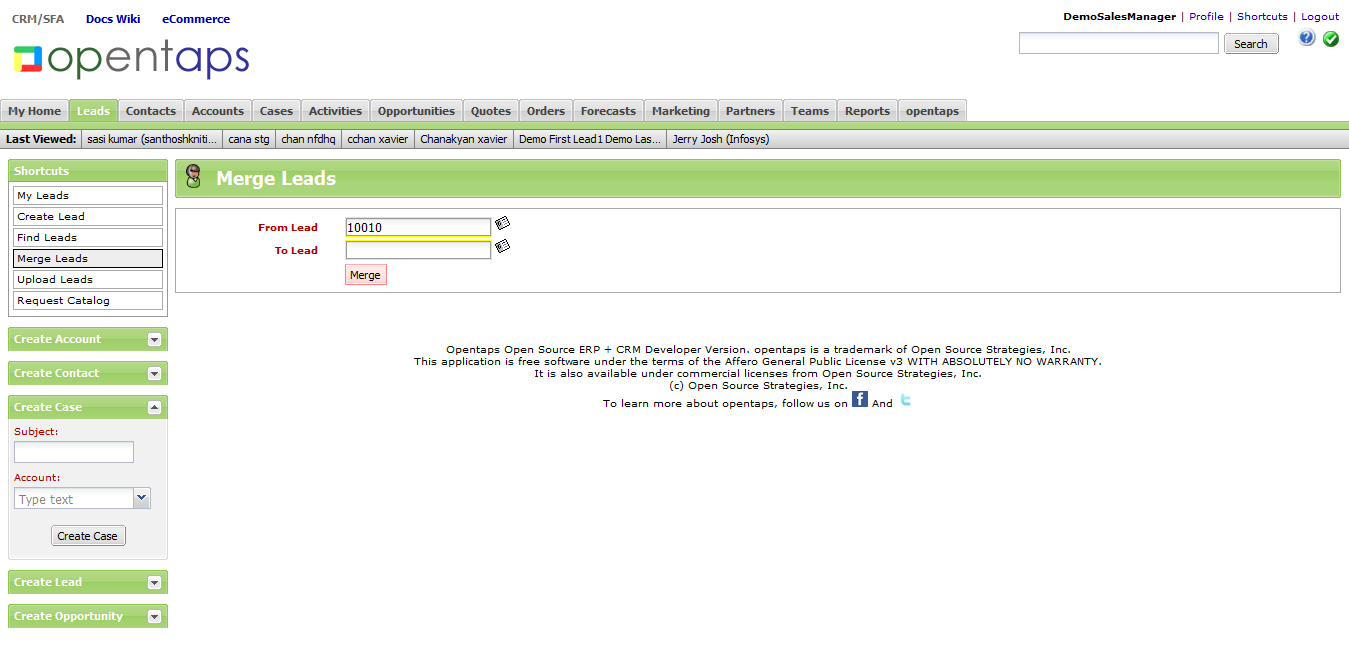 CRM/SFA Docs Wiki eCommerce
DemoSalesManager | Profile | Shortcuts | Logout
opentaps
Search
?
My Home Leads Contacts Accounts Cases Activities Opportunities Quotes Orders Forecasts Marketing Partners Teams Reports opentaps
Last Viewed: sasi kumar (santhoshkniti... cana stg chan nfdhq cchan xavier Chanakyan xavier Demo First Lead1 Demo Las... Jerry Josh (Infosys)
Shortcuts
My Leads
Create Lead
Find Leads
Merge Leads
Upload Leads
Request Catalog
Create Account
Create Contact
Create Case
Subject:
Account:
Type text
Create Case
Create Lead
Create Opportunity
Merge Leads
From Lead 10010
To Lead
Merge
Opentaps Open Source ERP + CRM Developer Version. opentaps is a trademark of Open Source Strategies, Inc.
This application is free software under the terms of the Affero General Public License v3 WITH ABSOLUTELY NO WARRANTY.
It is also available under commercial licenses from Open Source Strategies, Inc.
(c) Open Source Strategies, Inc.
To learn more about opentaps, follow us on f And t